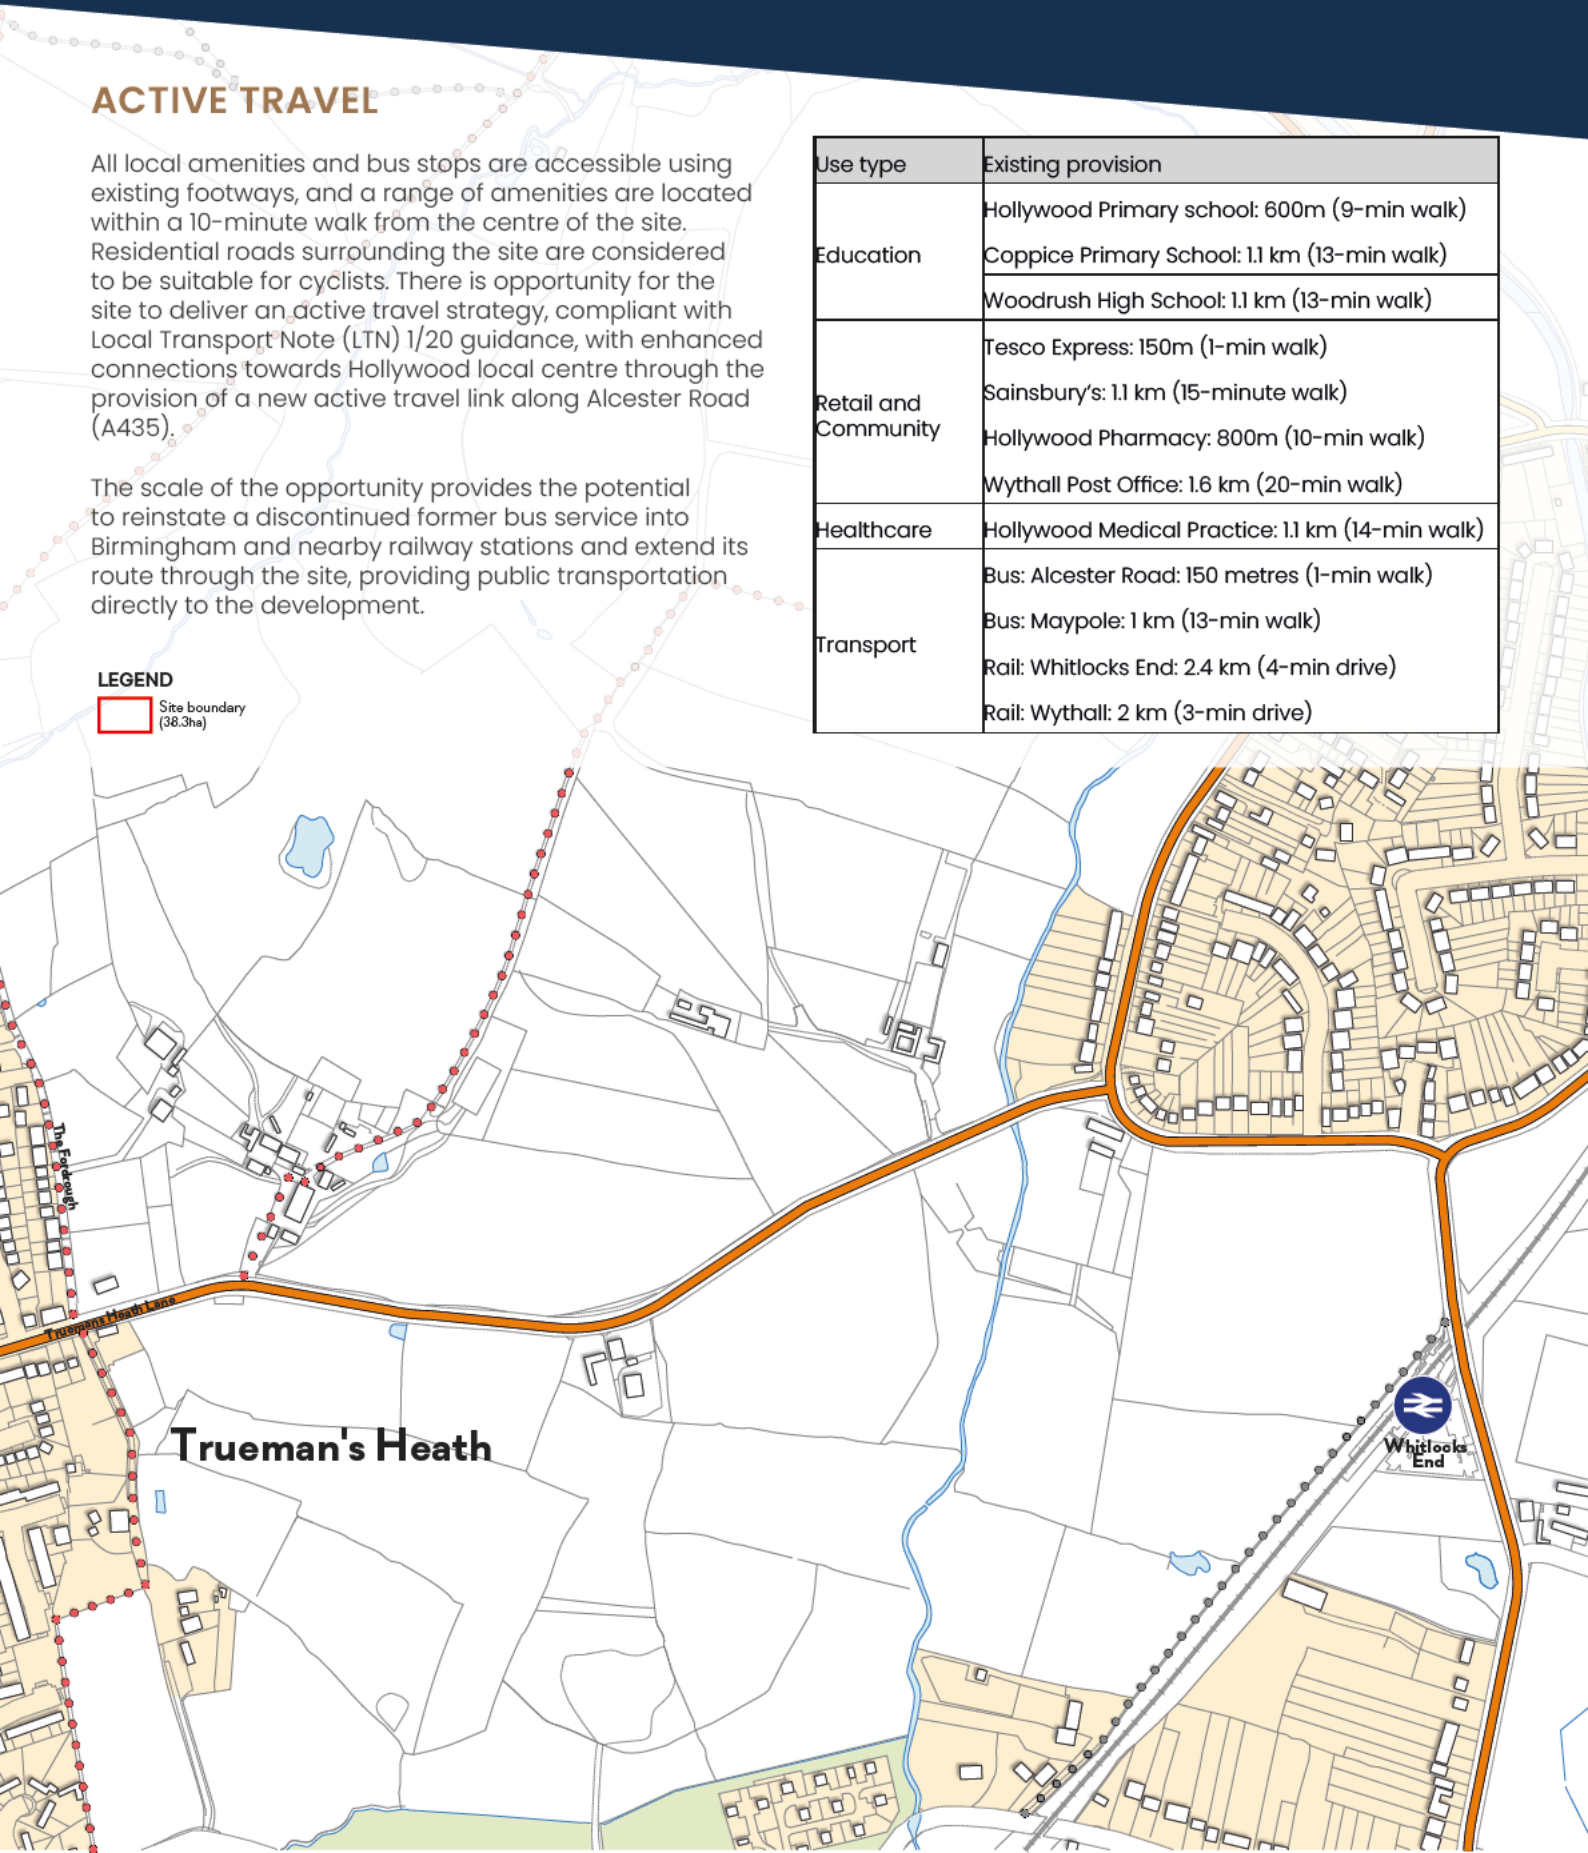 ACTIVE TRAVEL
All local amenities and bus stops are accessible using
existing footways, and a range of amenities are located
within a 10-minute walk from the centre of the site.
Residential roads surrounding the site are considered
to be suitable for cyclists. There is opportunity for the
site to deliver an active travel strategy, compliant with
Local Transport Note (LTN) 1/20 guidance, with enhanced
connections towards Hollywood local centre through the
provision of a new active travel link along Alcester Road
(A435).
The scale of the opportunity provides the potential
to reinstate a discontinued former bus service into
Birmingham and nearby railway stations and extend its
route through the site, providing public transportation
directly to the development.
LEGEND
Site boundary
(38.3ha)
Use type
Existing provision
Education
Hollywood Primary school: 600m (9-min walk)
Coppice Primary School: 1.1 km (13-min walk)
Woodrush High School: 1.1 km (13-min walk)
Retail and
Community
Tesco Express: 150m (1-min walk)
Sainsbury's: 1.1 km (15-minute walk)
Hollywood Pharmacy: 800m (10-min walk)
Wythall Post Office: 1.6 km (20-min walk)
Healthcare
Hollywood Medical Practice: 1.1 km (14-min walk)
Transport
Bus: Alcester Road: 150 metres (1-min walk)
Bus: Maypole: 1 km (13-min walk)
Rail: Whitlocks End: 2.4 km (4-min drive)
Rail: Wythall: 2 km (3-min drive)
The Fordrough
Truemans Heath Lane
Trueman's Heath
Whitlocks
End